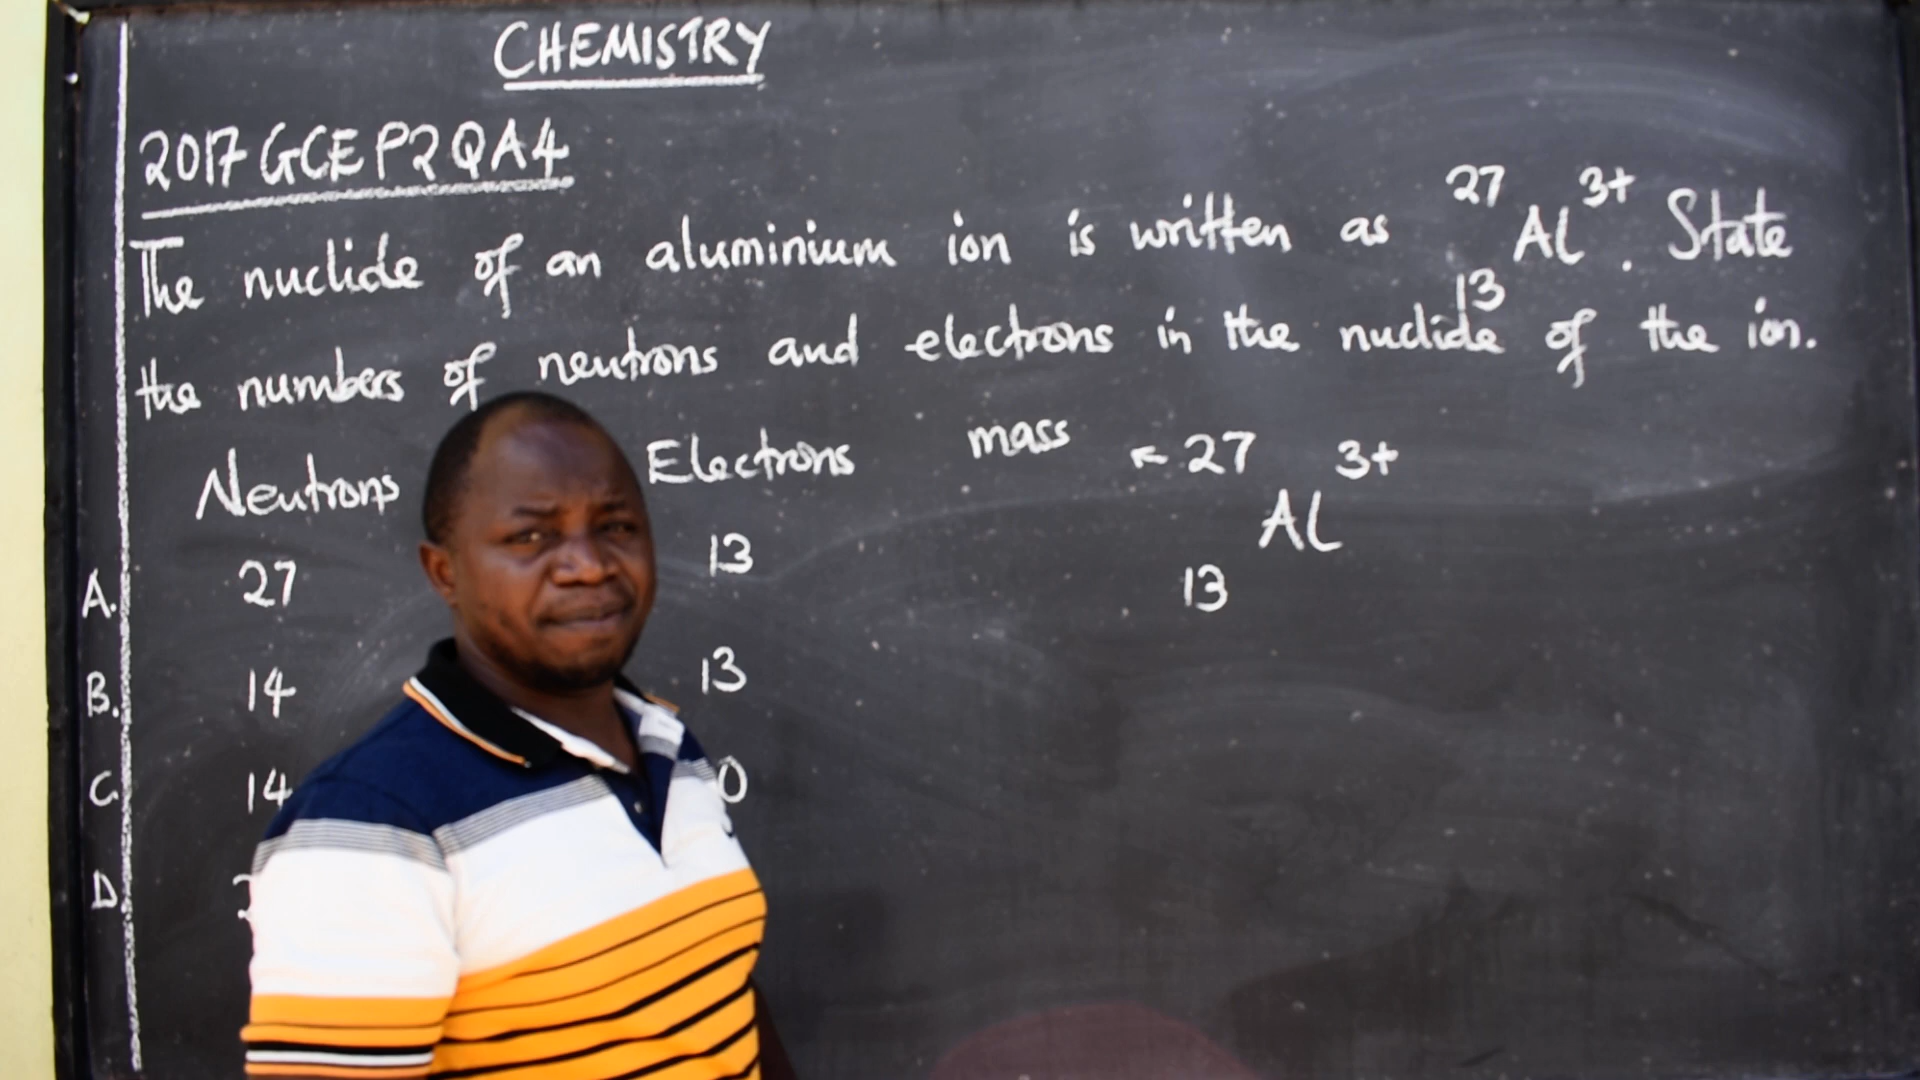 CHEMISTRY
2017 GCE P2 QA4
The nuclide of an aluminium ion is written as 27 13 Al 3+. State
the numbers of neutrons and electrons in the nuclide of the ion.
Neutrons Electrons
mass ← 27 13 Al 3+
A. 27 13
B. 14 13
C 14 0
D